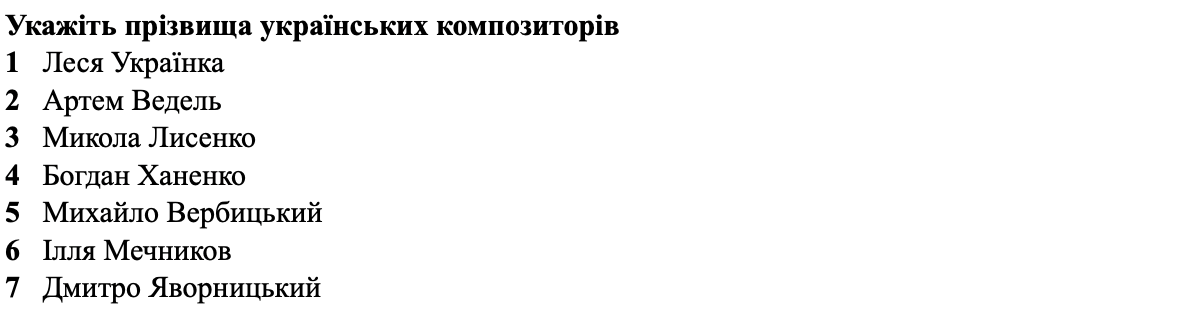 Укажіть прізвища українських композиторів
1 Леся Українка
2 Артем Ведель
3 Микола Лисенко
4 Богдан Ханенко
5 Михайло Вербицький
6 Ілля Мечников
7 Дмитро Яворницький